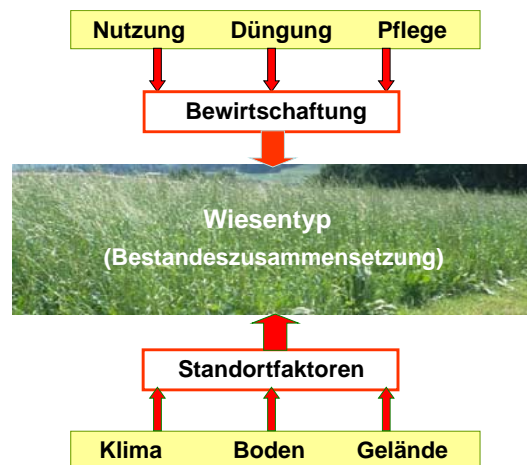 Nutzung Düngung Pflege
Bewirtschaftung
Wiesentyp
(Bestandeszusammensetzung)
Standortfaktoren
Klima Boden Gelände